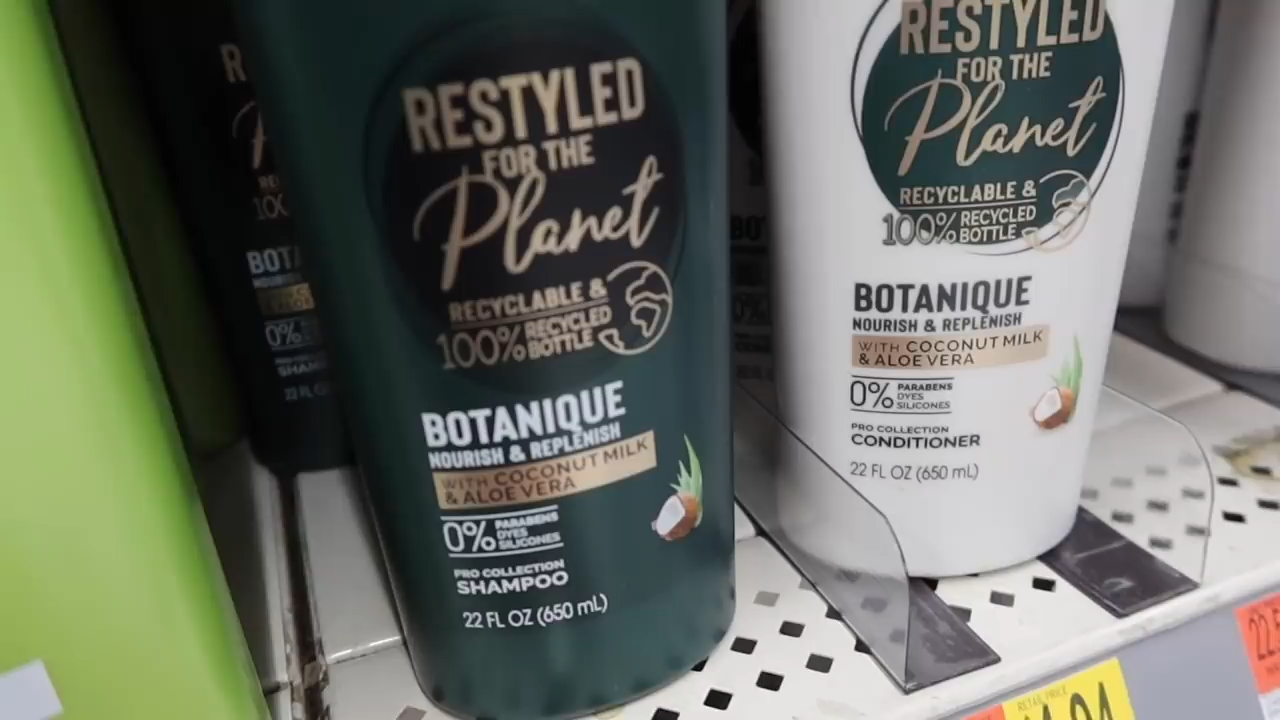 RESTYLED
FOR THE
Planet
RECYCLABLE &
100% RECYCLED
BOTTLE
BOTANIQUE
NOURISH & REPLENISH
WITH COCONUT MILK
& ALOE VERA
0% PARABENS
DYES
SILICONES
PRO COLLECTION
SHAMPOO
22 FL OZ (650 mL)
RESTYLED
FOR THE
Planet
RECYCLABLE &
100% RECYCLED
BOTTLE
BOTANIQUE
NOURISH & REPLENISH
WITH COCONUT MILK
& ALOE VERA
0% PARABENS
DYES
SILICONES
PRO COLLECTION
CONDITIONER
22 FL OZ (650 mL)
RETAIL PRICE